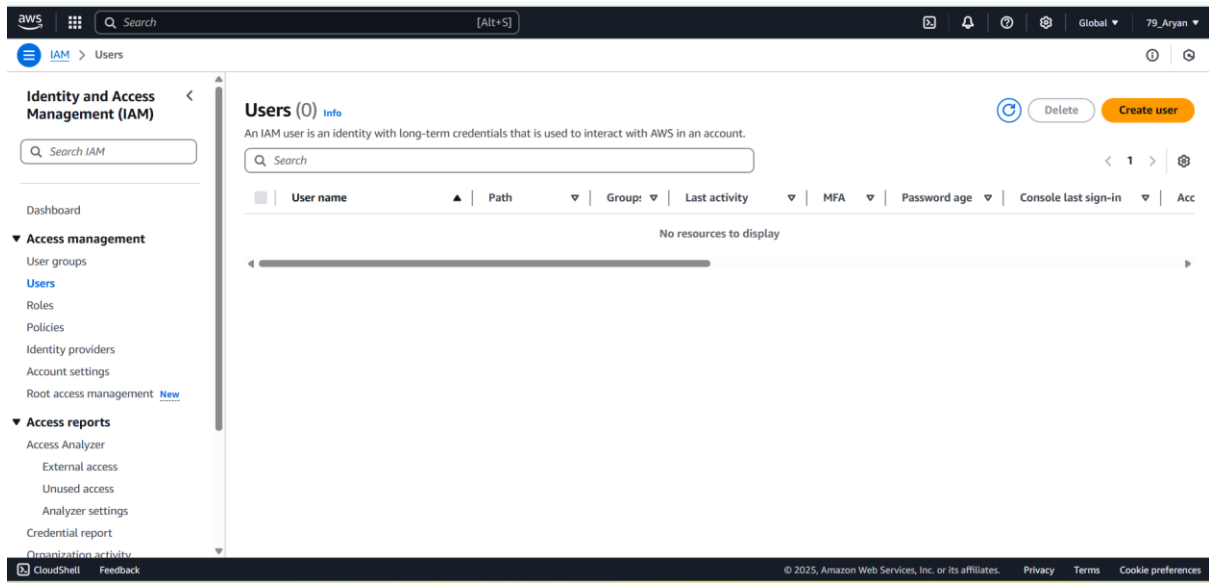 aws Search [Alt+S] Global 79_Aryan
IAM > Users
Identity and Access
Management (IAM)
Search IAM
Dashboard
Access management
User groups
Users
Roles
Policies
Identity providers
Account settings
Root access management New
Access reports
Access Analyzer
External access
Unused access
Analyzer settings
Credential report
Organization activity
Users (0) Info
Delete Create user
An IAM user is an identity with long-term credentials that is used to interact with AWS in an account.
Search
1
User name Path Group: Last activity MFA Password age Console last sign-in Acc
No resources to display
CloudShell Feedback © 2025, Amazon Web Services, Inc. or its affiliates. Privacy Terms Cookie preferences